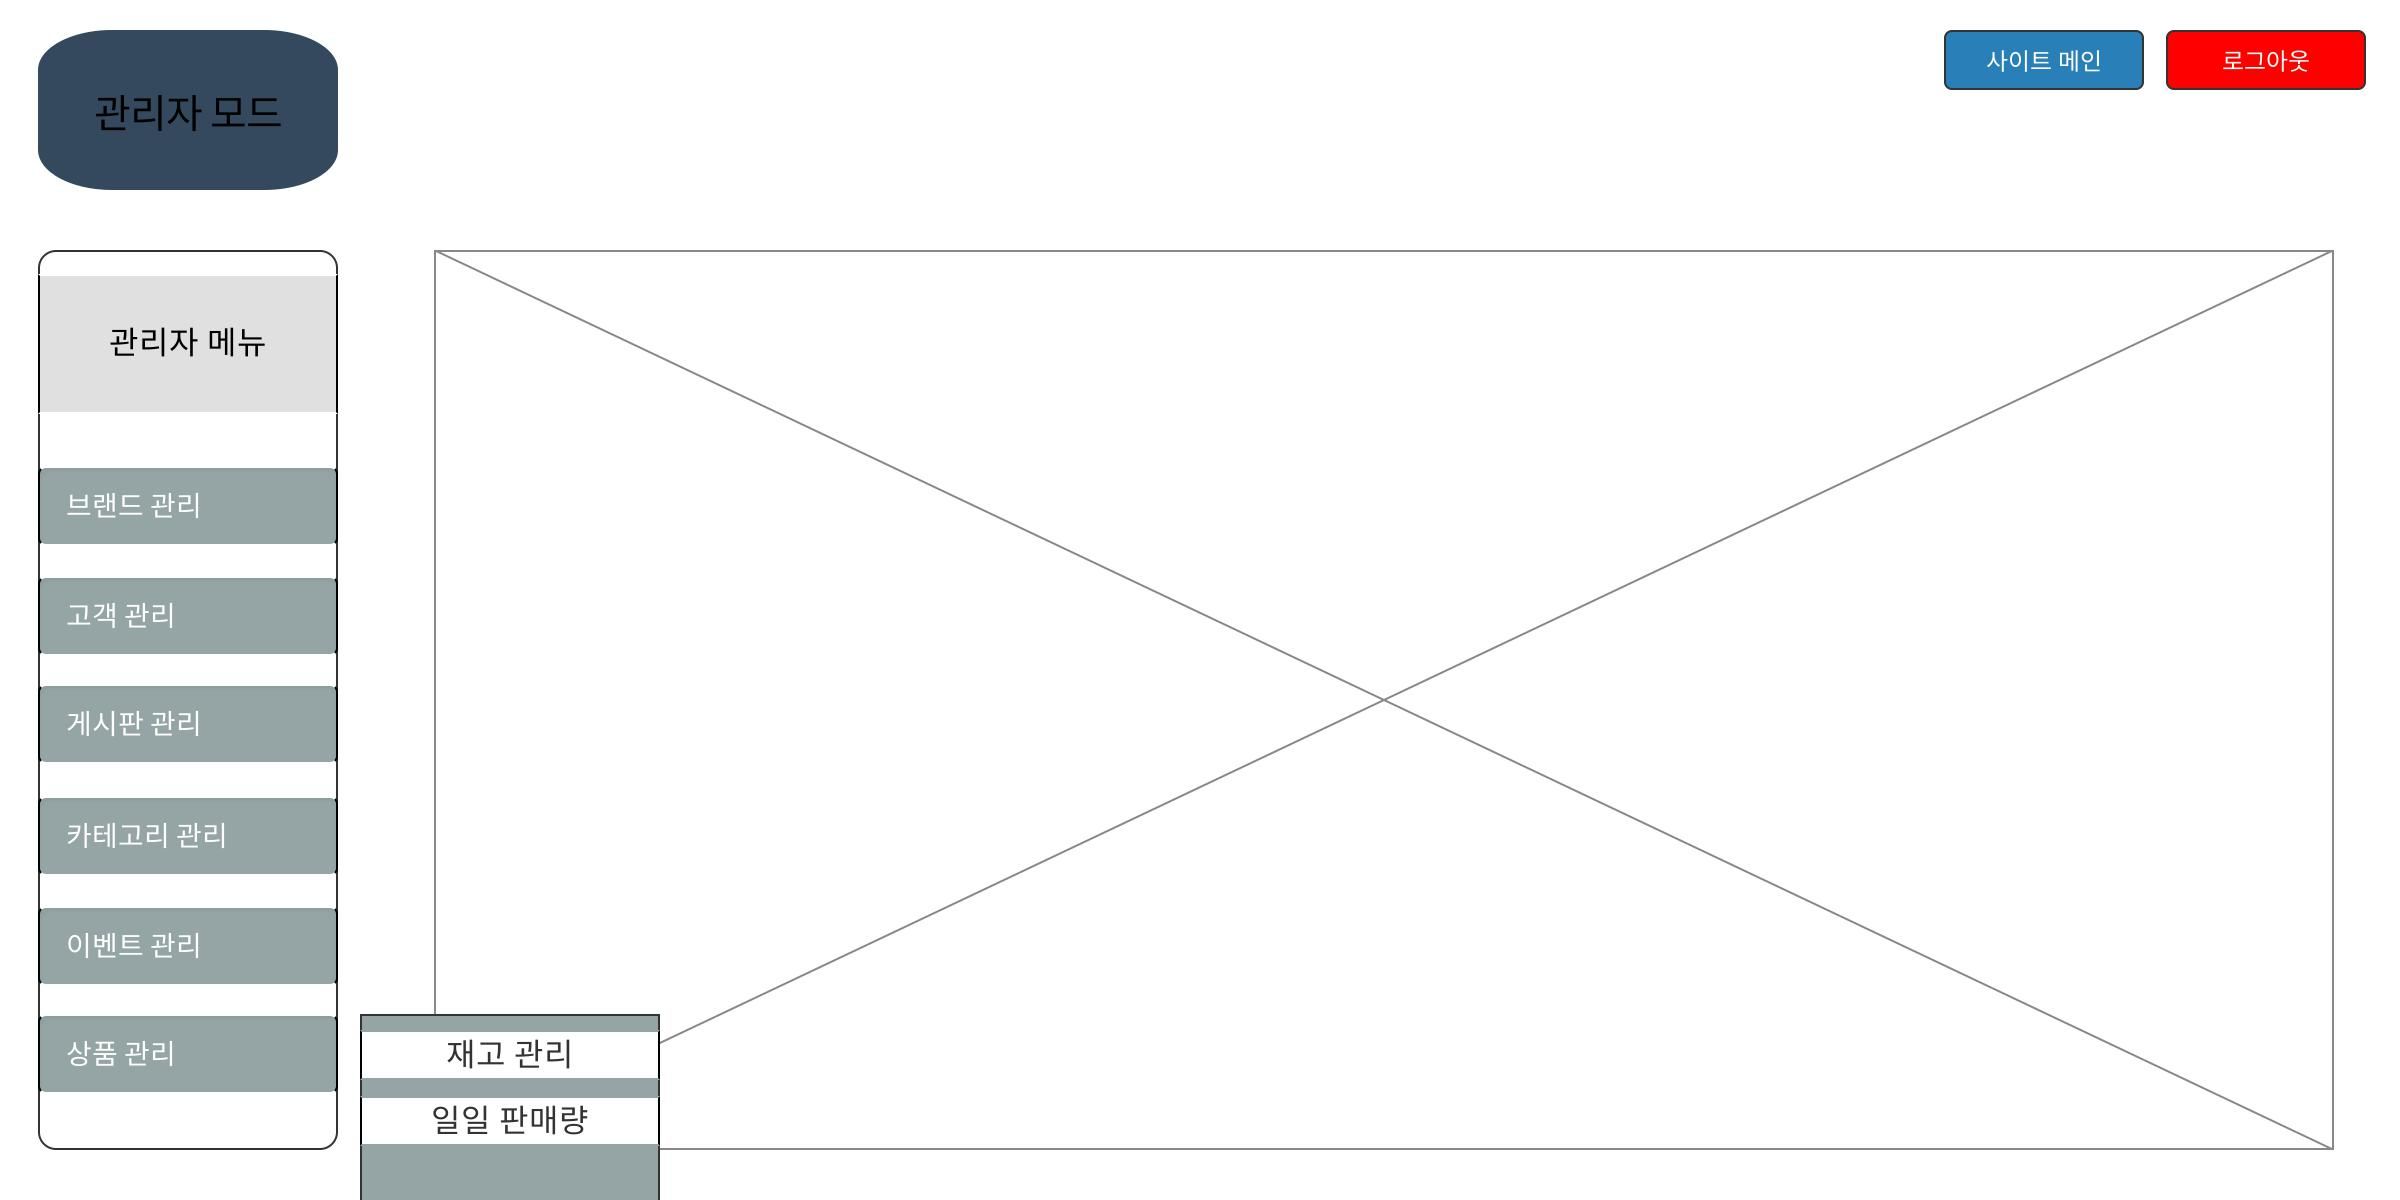 관리자 모드
사이트 메인
로그아웃
관리자 메뉴
브랜드 관리
고객 관리
게시판 관리
카테고리 관리
이벤트 관리
상품 관리
재고 관리
일일 판매량